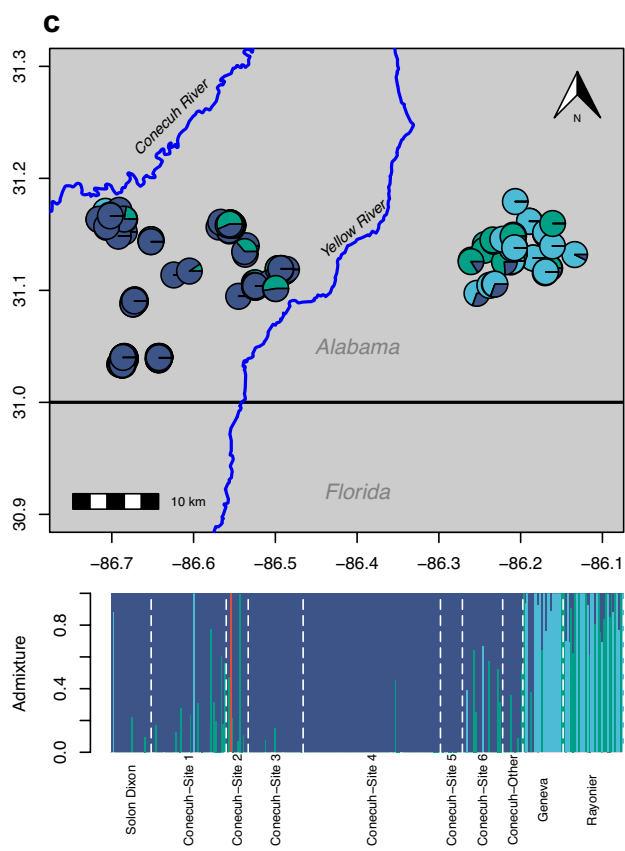 C
31.3
31.2
31.1
31.0
30.9
Conecuh River
Yellow River
N
Alabama
Florida
10 km
−86.7
−86.6
−86.5
−86.4
−86.3
−86.2
−86.1
Admixture
0.8
0.4
0.0
Solon Dixon
Conecuh−Site 1
Conecuh−Site 2
Conecuh−Site 3
Conecuh−Site 4
Conecuh−Site 5
Conecuh−Site 6
Conecuh−Other
Geneva
Rayonier